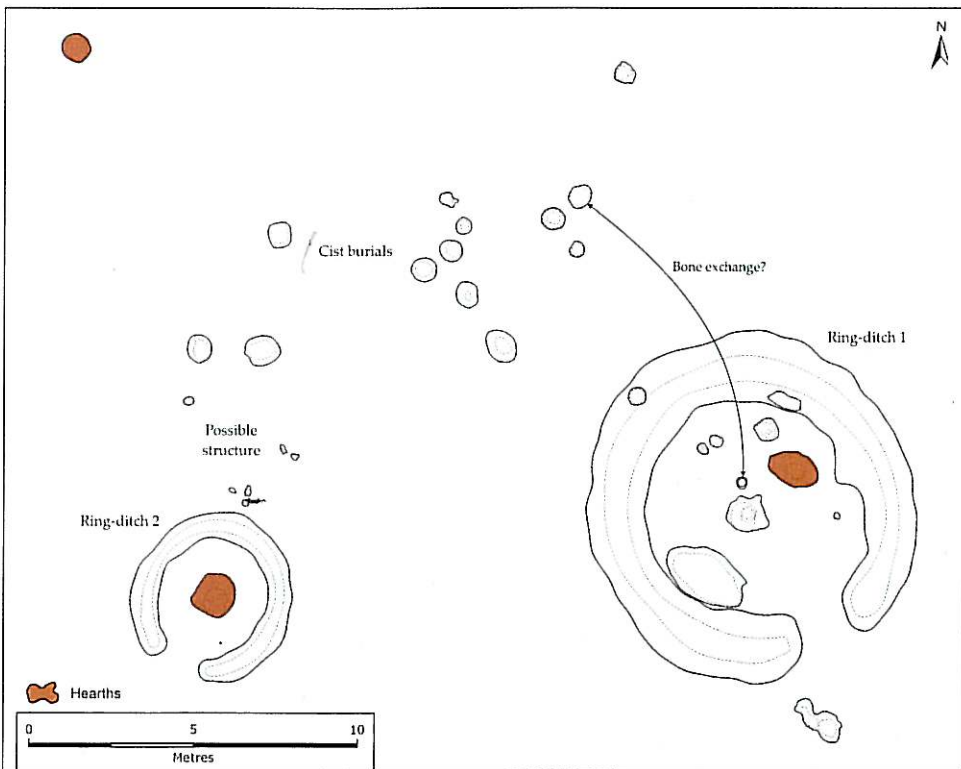 N
Cist burials
Bone exchange?
Ring-ditch 1
Possible
structure
Ring-ditch 2
Hearths
0 5 10
Metres